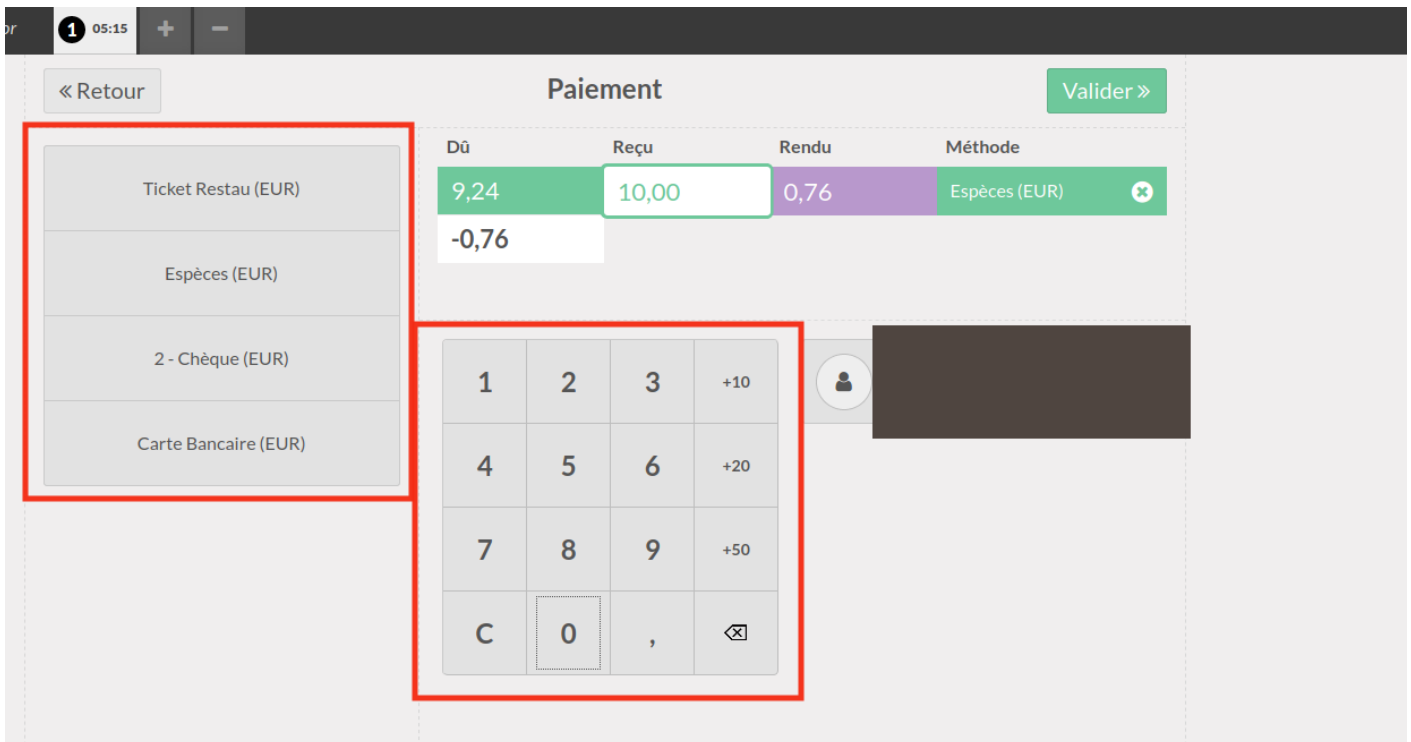 or 1 05:15 + −
« Retour Paiement Valider »
Ticket Restau (EUR)
Espèces (EUR)
2 - Chèque (EUR)
Carte Bancaire (EUR)
Dû Reçu Rendu Méthode
9,24 10,00 0,76 Espèces (EUR)
-0,76
1 2 3 +10
4 5 6 +20
7 8 9 +50
C 0 ,